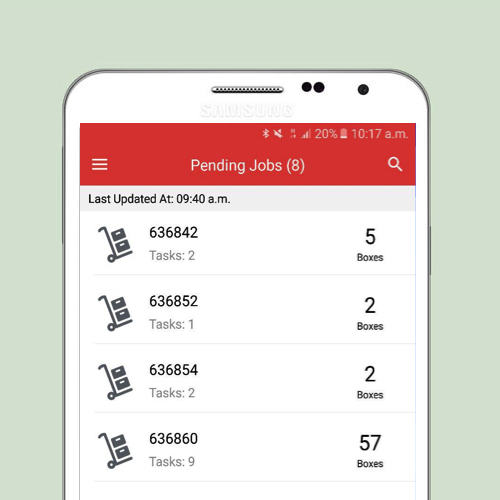 SAMSUNG
20% 10:17 a.m.
Pending Jobs (8)
Last Updated At: 09:40 a.m.
636842
Tasks: 2
5
Boxes
636852
Tasks: 1
2
Boxes
636854
Tasks: 2
2
Boxes
636860
Tasks: 9
57
Boxes